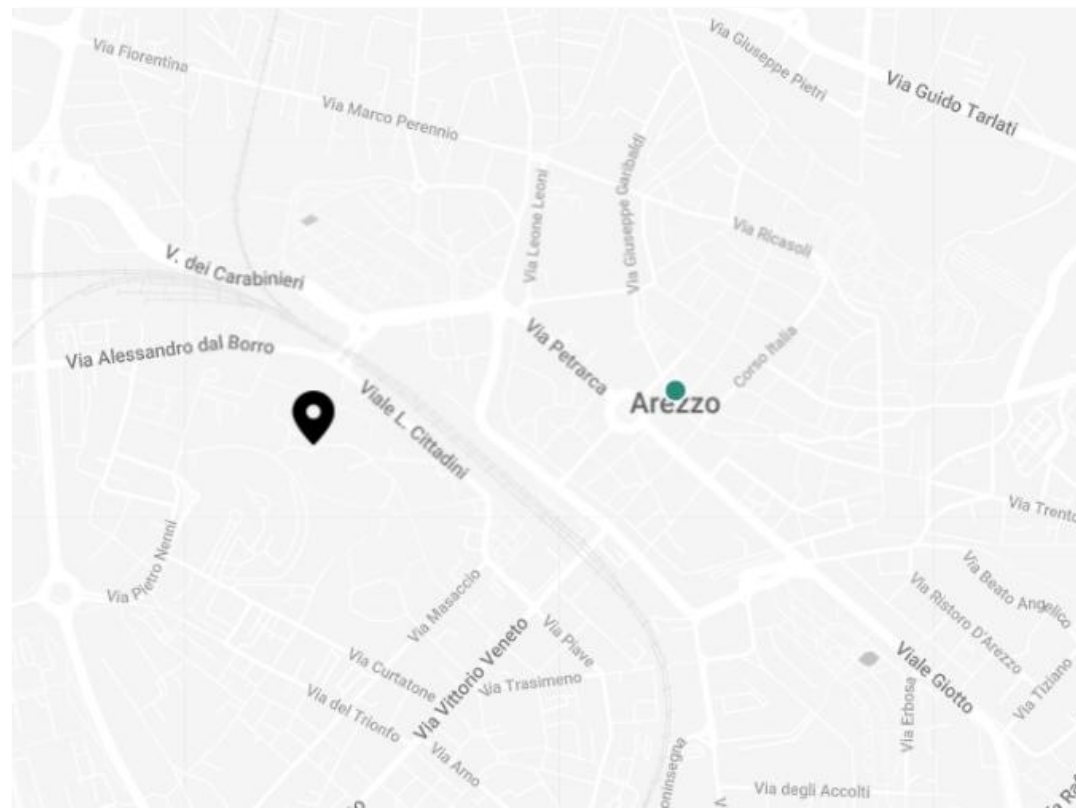 Via Fiorentina
Via Giuseppe Pietri
Via Guido Tarlati
Via Marco Perennio
Via Leone Leoni
Via Giuseppe Garibaldi
Via Ricasoli
V. dei Carabinieri
Via Alessandro dal Borro
Via Petrarca
Corso Italia
Arezzo
Viale L. Cittadini
Via Trento
Via Pietro Nenni
Via Masaccio
Via Beato Angelico
Via Ristoro D'Arezzo
Via Piave
Via Curtatone
Via Vittorio Veneto
Via Trasimeno
Viale Giotto
Via Tiziano
Via del Trionfo
Via Erbosa
Via Arno
oninsegna
Via degli Accolti